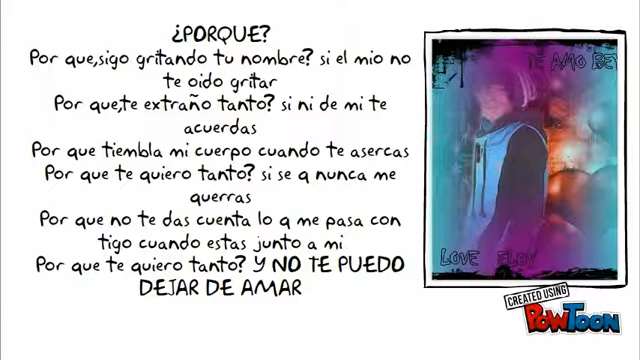 ¿PORQUE?
Por que,sigo gritando tu nombre? si el mio no
te oido gritar
Por que,te extraño tanto? si ni de mi te
acuerdas
Por que tiembla mi cuerpo cuando te asercas
Por que te quiero tanto? si se q nunca me
querras
Por que no te das cuenta lo q me pasa con
tigo cuando estas junto a mi
Por que te quiero tanto? Y NO TE PUEDO
DEJAR DE AMAR
TE AMO BEY
LOVE ELOY
CREATED USING
POWTOON